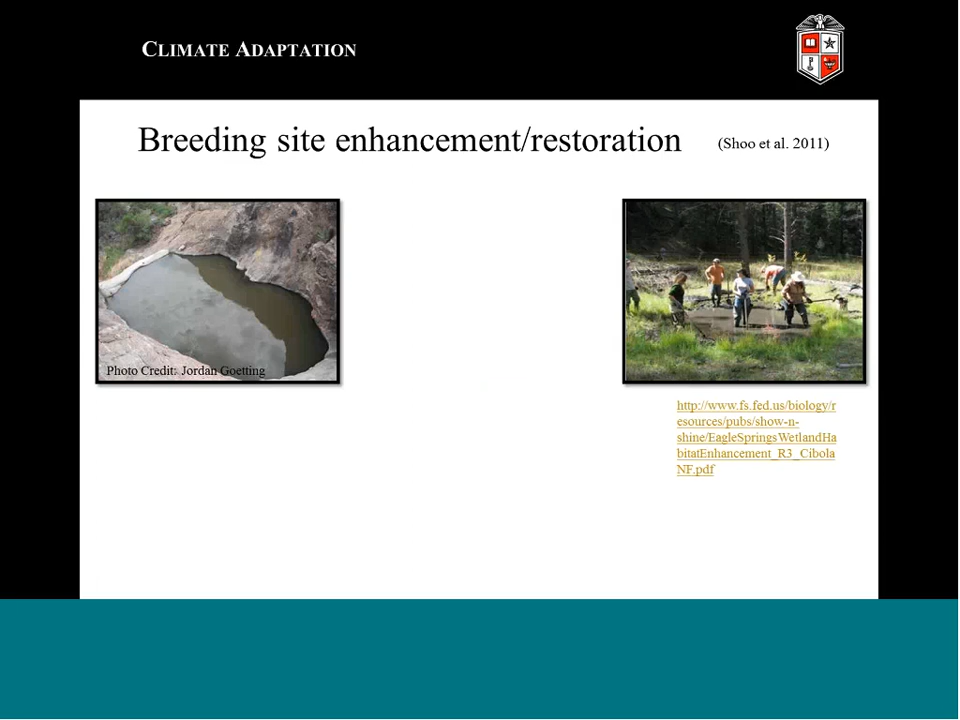 CLIMATE ADAPTATION
Breeding site enhancement/restoration (Shoo et al. 2011)
Photo Credit: Jordan Goetting
http://www.fs.fed.us/biology/r
esources/pubs/show-n-
shine/EagleSpringsWetlandHa
bitatEnhancement_R3_Cibola
NF.pdf